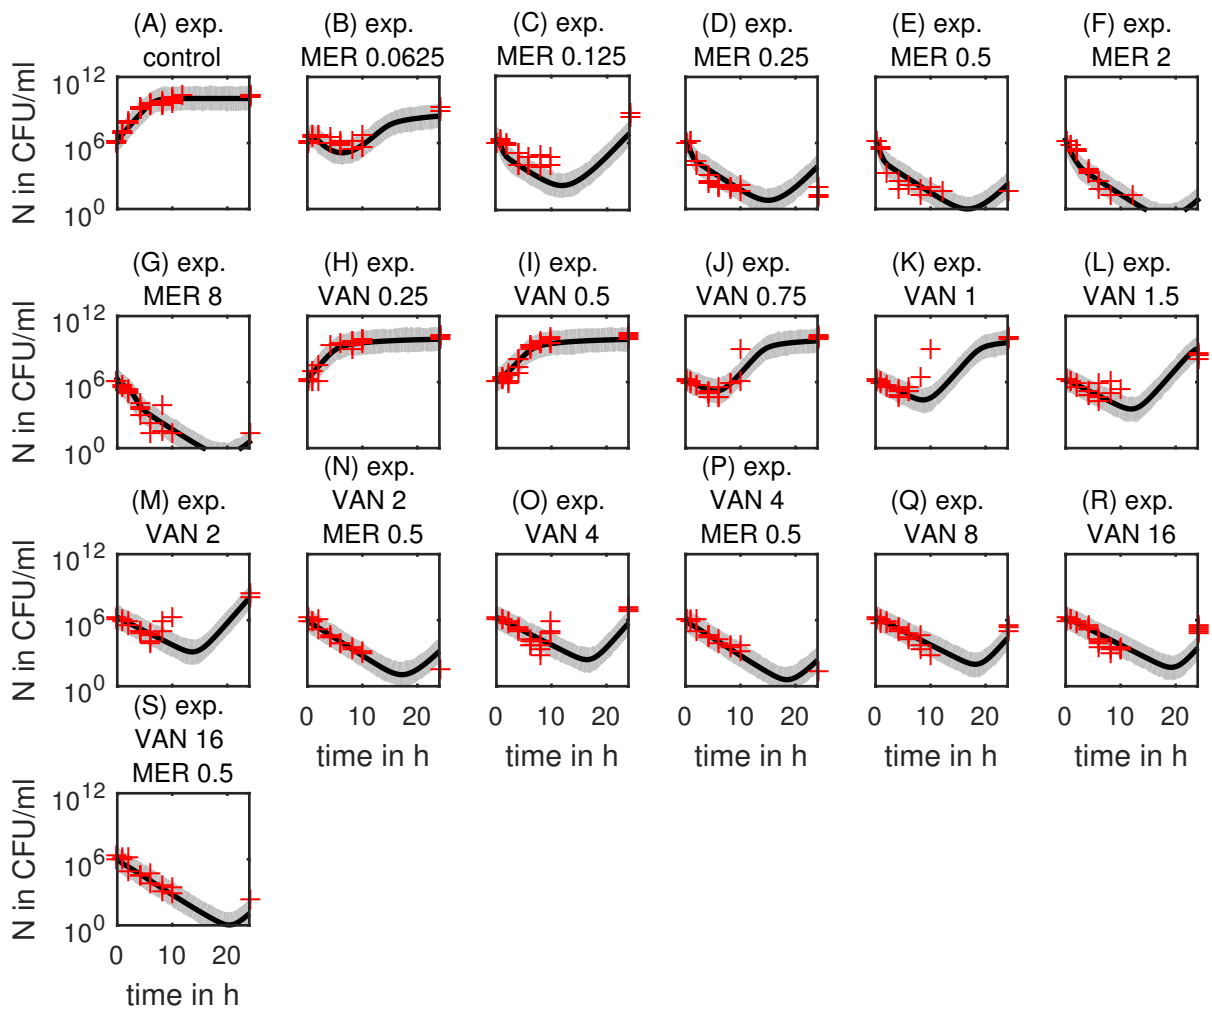 (A) exp.
control
(B) exp.
MER 0.0625
(C) exp.
MER 0.125
(D) exp.
MER 0.25
(E) exp.
MER 0.5
(F) exp.
MER 2
N in CFU/ml
10^12
10^6
10^0
(G) exp.
MER 8
(H) exp.
VAN 0.25
(I) exp.
VAN 0.5
(J) exp.
VAN 0.75
(K) exp.
VAN 1
(L) exp.
VAN 1.5
N in CFU/ml
10^12
10^6
10^0
(M) exp.
VAN 2
(N) exp.
VAN 2
MER 0.5
(O) exp.
VAN 4
(P) exp.
VAN 4
MER 0.5
(Q) exp.
VAN 8
(R) exp.
VAN 16
N in CFU/ml
10^12
10^6
10^0
0 10 20
time in h
0 10 20
time in h
0 10 20
time in h
0 10 20
time in h
0 10 20
time in h
(S) exp.
VAN 16
MER 0.5
N in CFU/ml
10^12
10^6
10^0
0 10 20
time in h